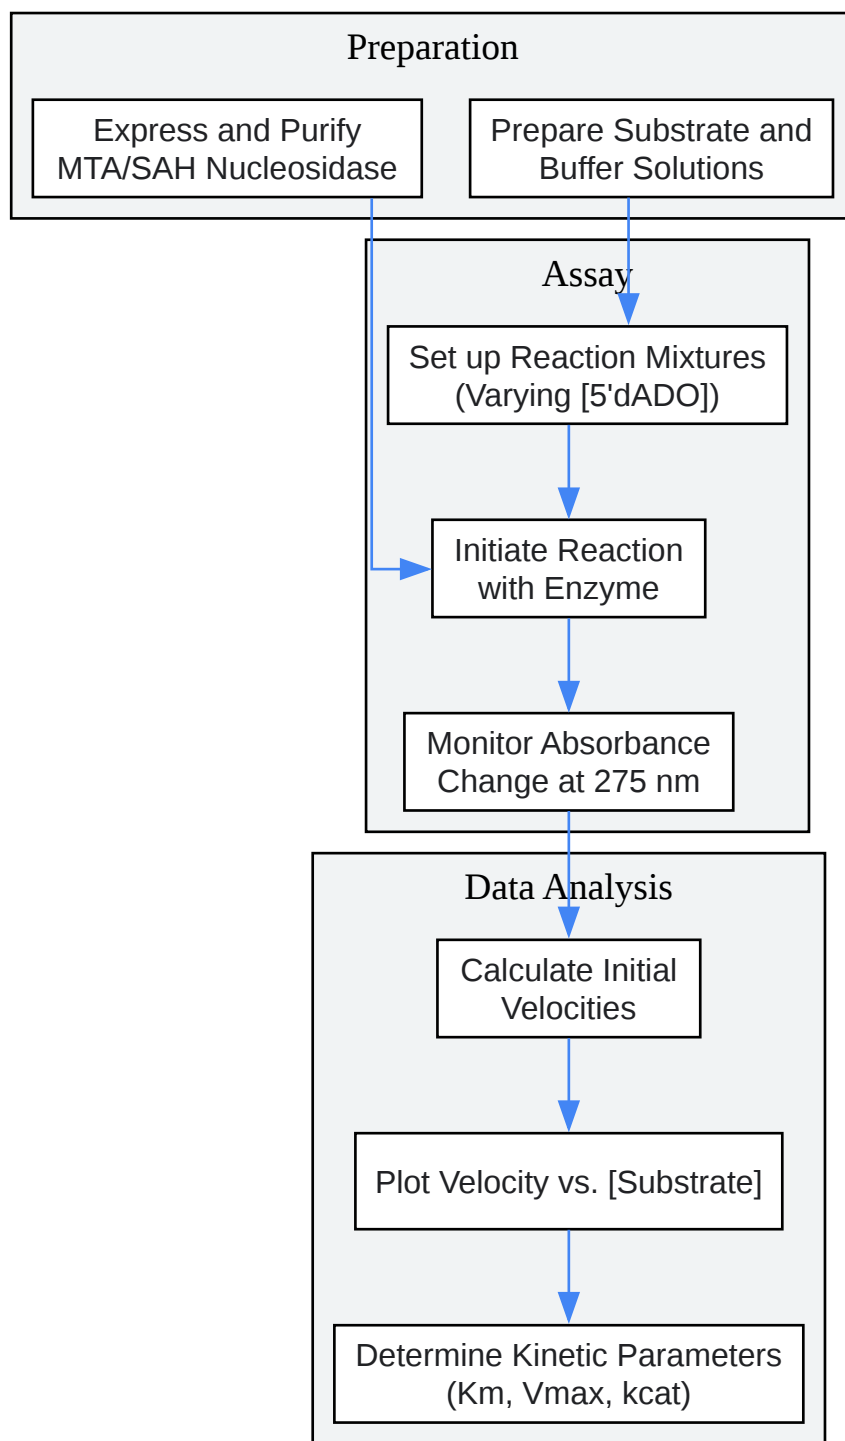 Preparation
Express and Purify
MTA/SAH Nucleosidase
Prepare Substrate and
Buffer Solutions
Assay
Set up Reaction Mixtures
(Varying [5'dADO])
Initiate Reaction
with Enzyme
Monitor Absorbance
Change at 275 nm
Data Analysis
Calculate Initial
Velocities
Plot Velocity vs. [Substrate]
Determine Kinetic Parameters
(Km, Vmax, kcat)